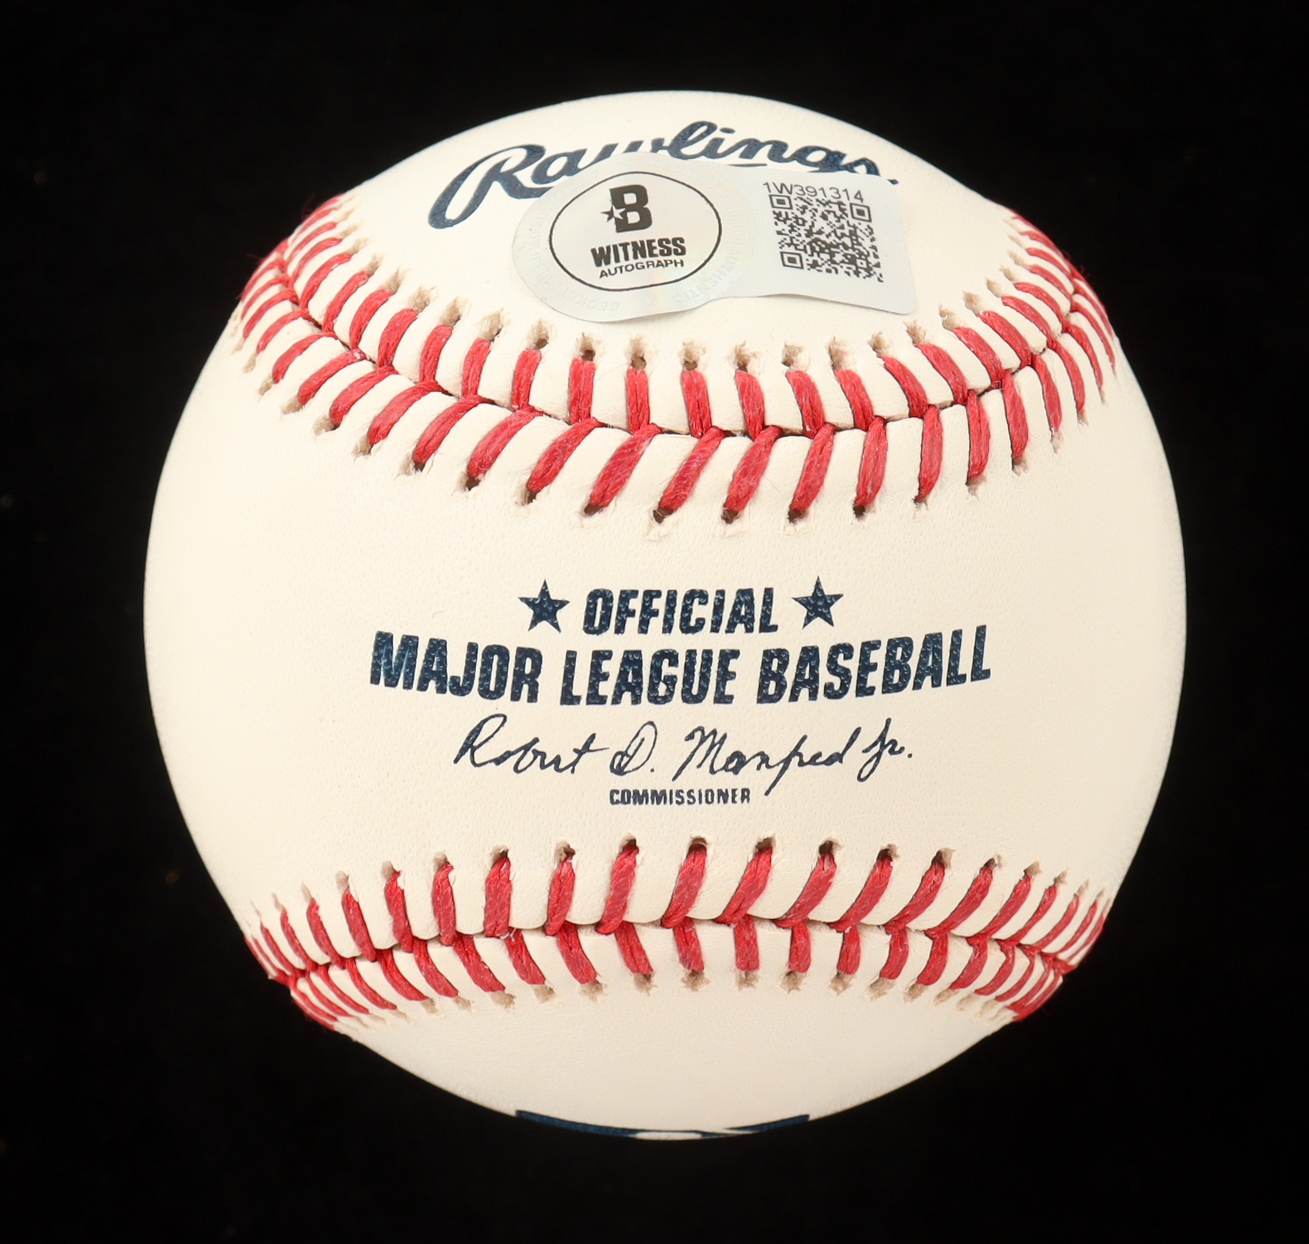 Rawlings
1W391314
B
WITNESS
AUTOGRAPH
OFFICIAL
MAJOR LEAGUE BASEBALL
Robert D. Manfred Jr.
COMMISSIONER